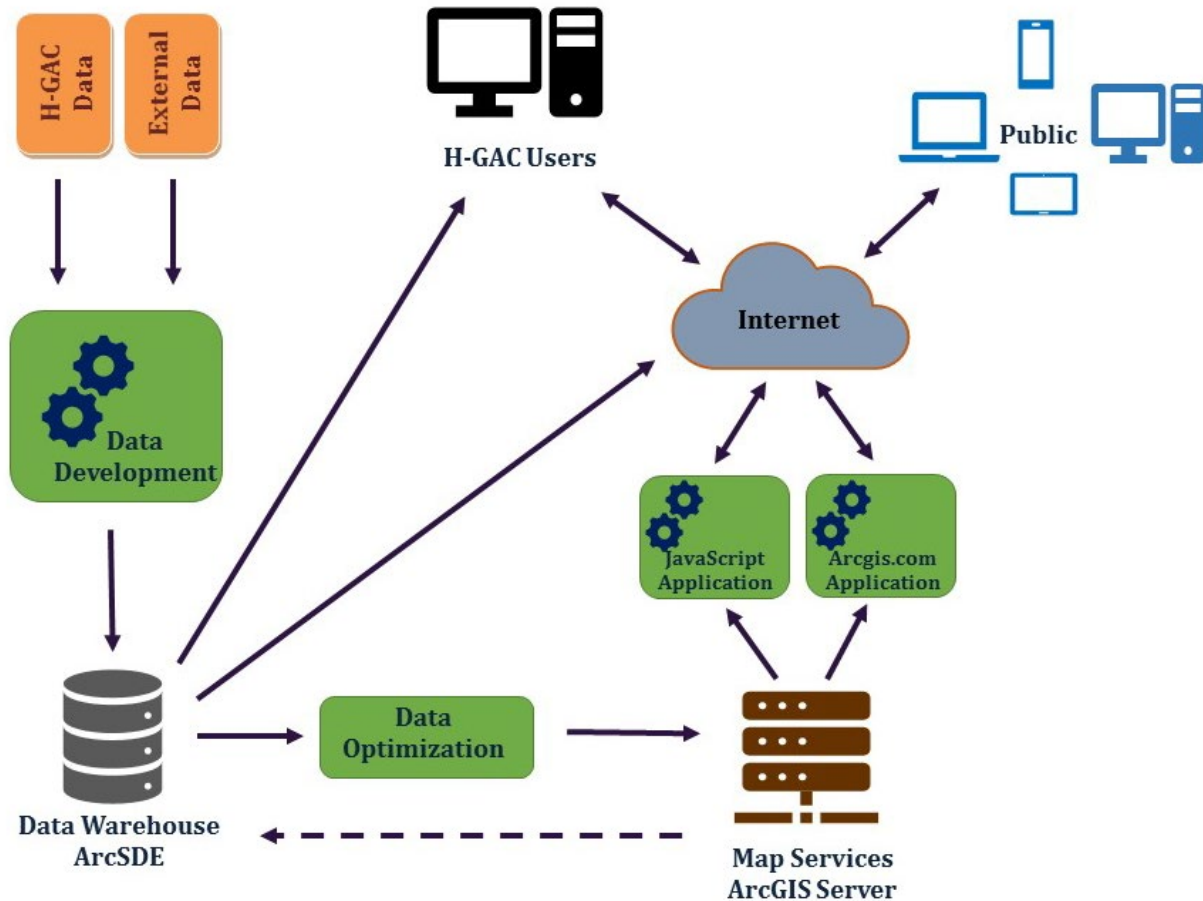 H-GAC
Data
External
Data
H-GAC Users
Public
Internet
Data
Development
JavaScript
Application
Arcgis.com
Application
Data
Optimization
Data Warehouse
ArcSDE
Map Services
ArcGIS Server